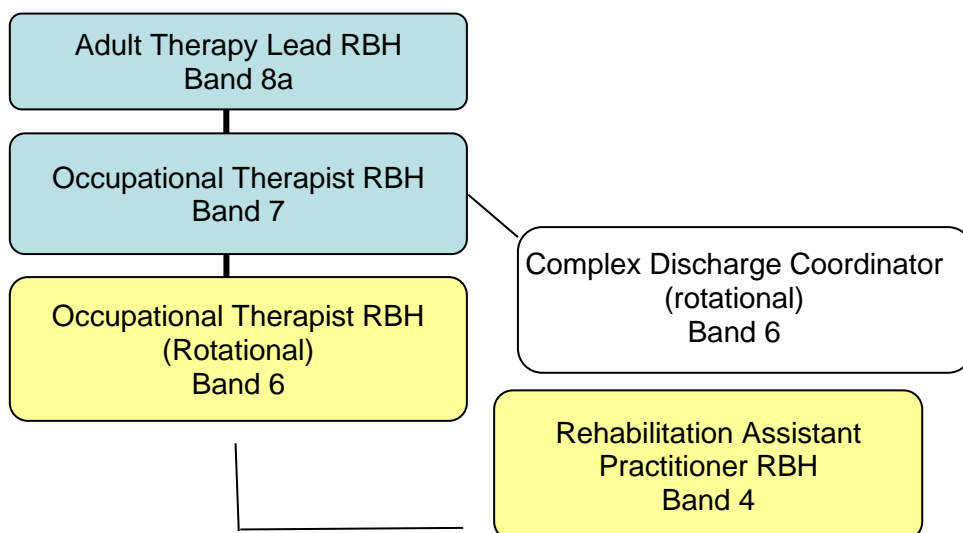 Adult Therapy Lead RBH
Band 8a
Occupational Therapist RBH
Band 7
Complex Discharge Coordinator
(rotational)
Band 6
Occupational Therapist RBH
(Rotational)
Band 6
Rehabilitation Assistant
Practitioner RBH
Band 4